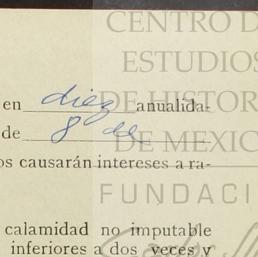 CENTRO D
ESTUDIOS
en diez anualida-
DE HISTOR
de 8 de
DE MEXIC
os causarán intereses a ra-
FUNDACI
calamidad no imputable
inferiores a dos veces y